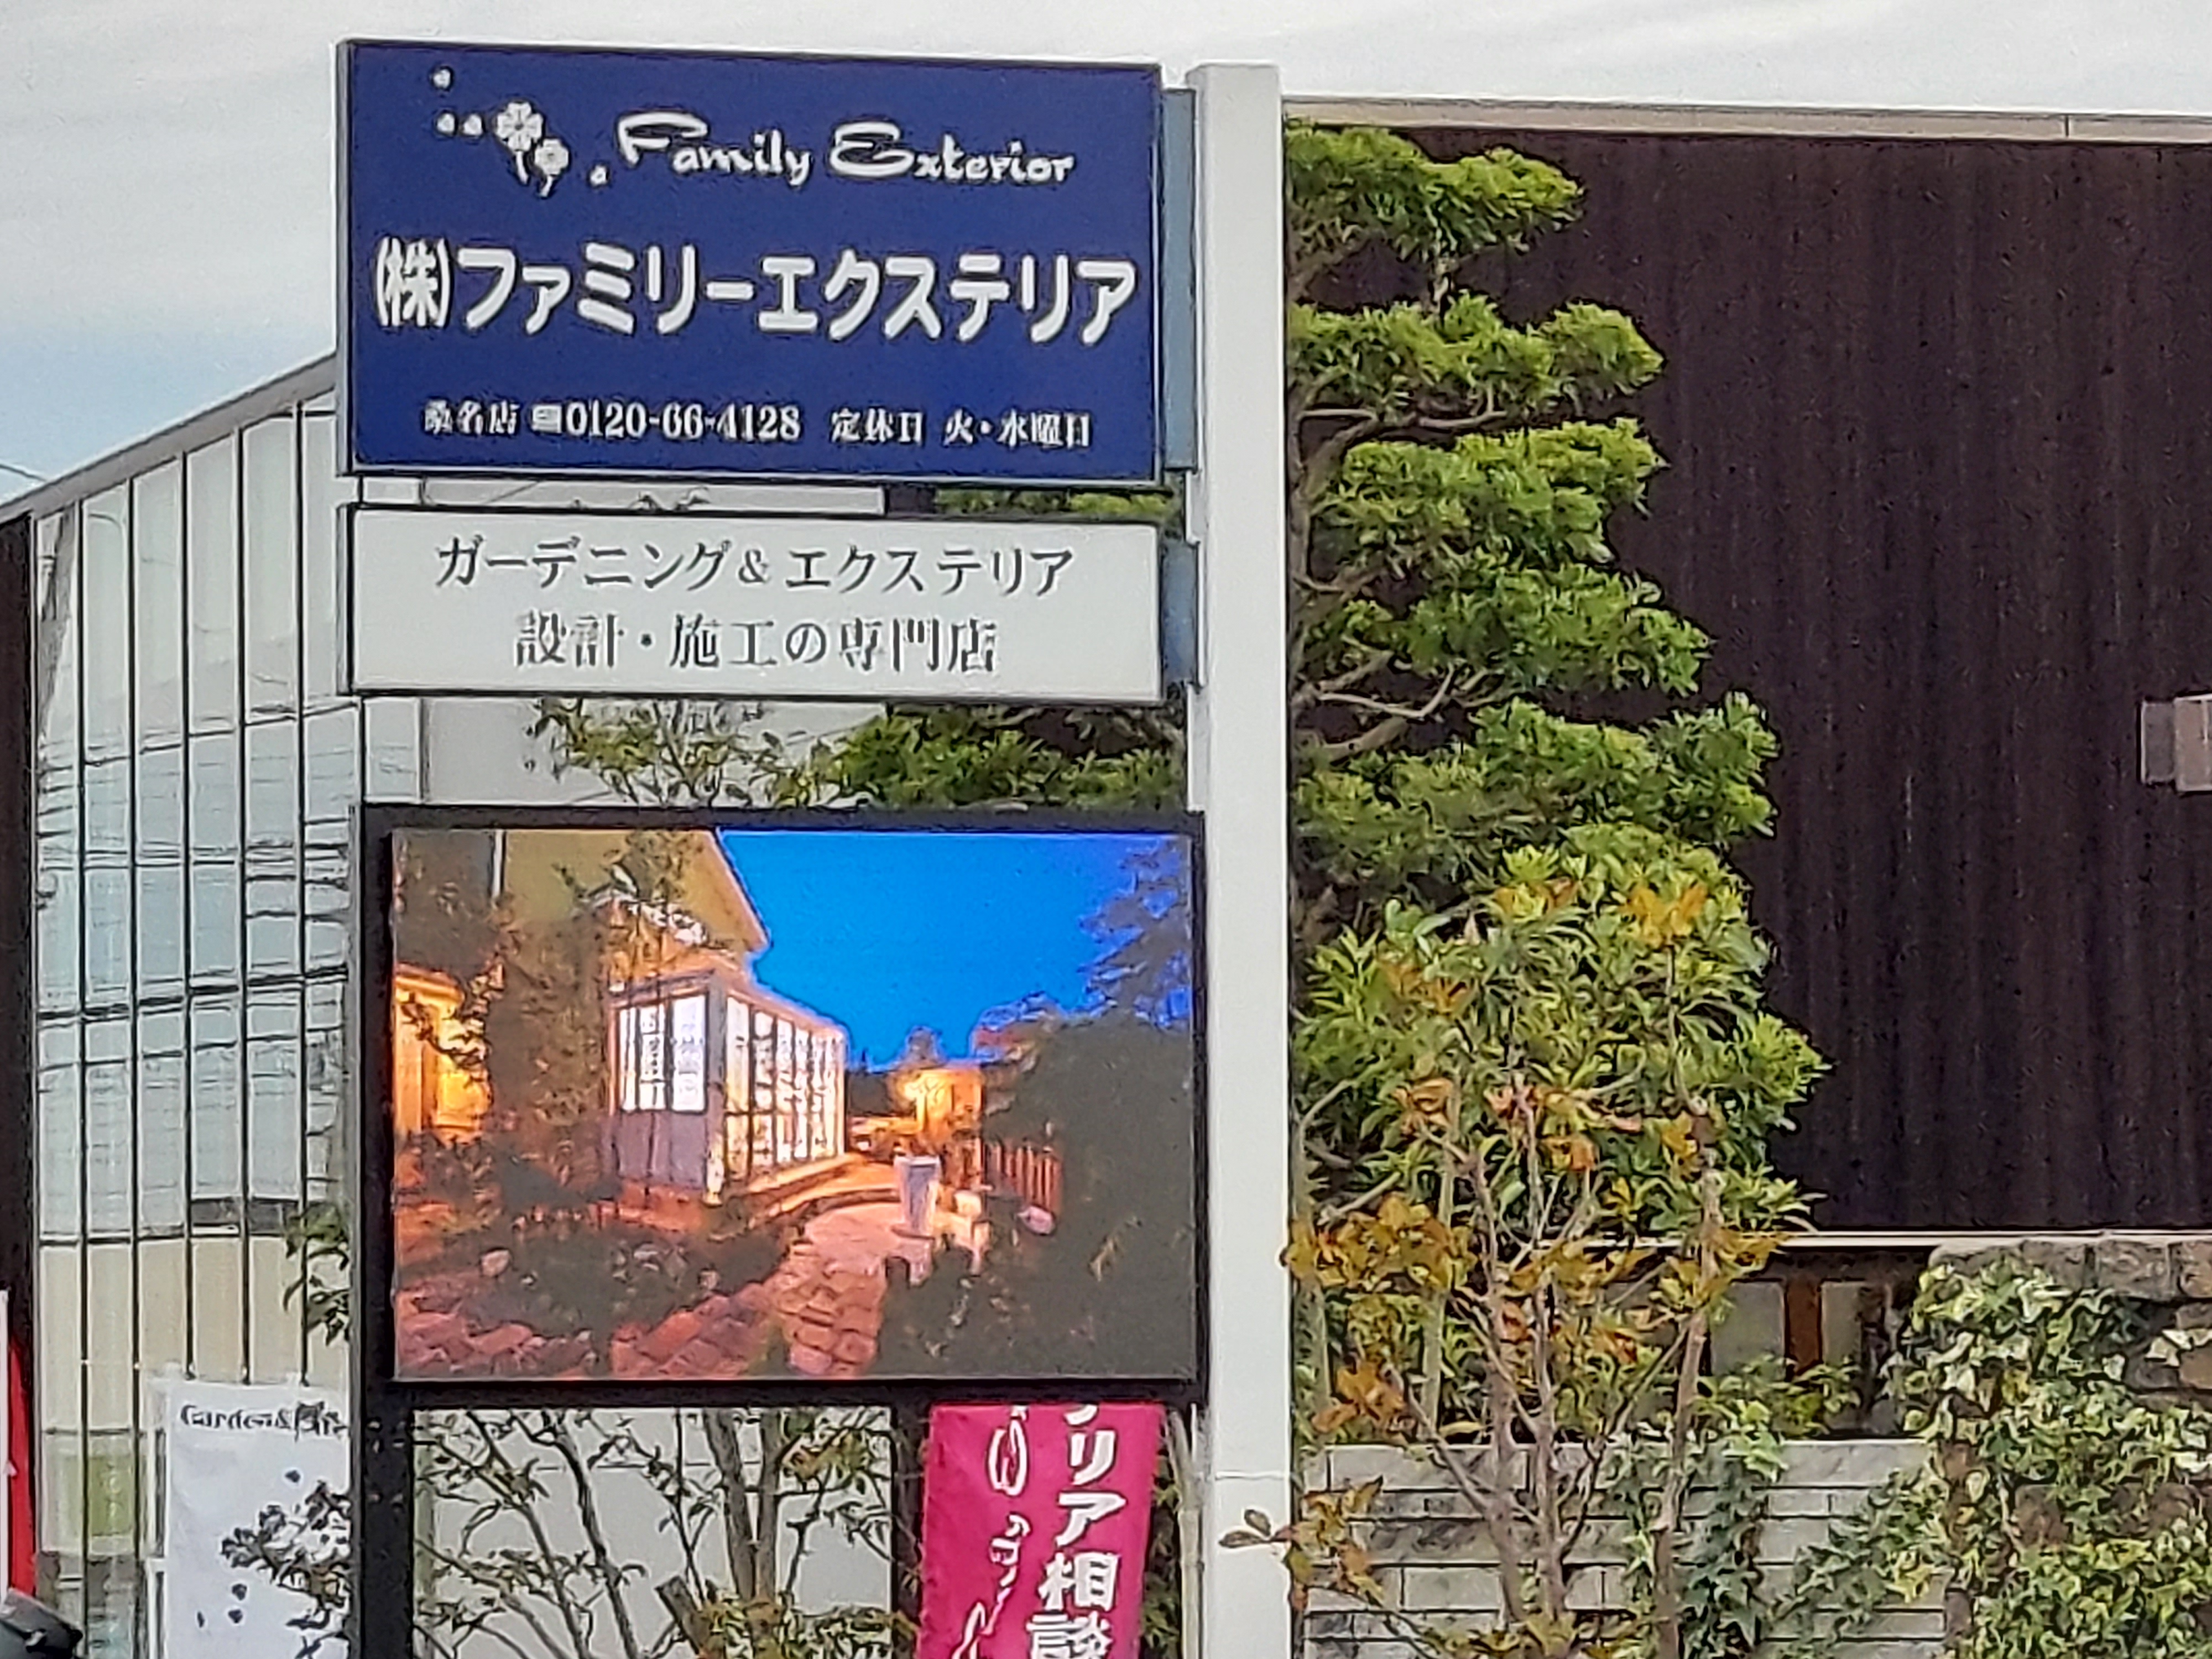 Family Exterior
㈱ファミリーエクステリア
桑名店 0120-66-4128 定休日 火・水曜日
ガーデニング&エクステリア
設計・施工の専門店
Garden&
リア相談